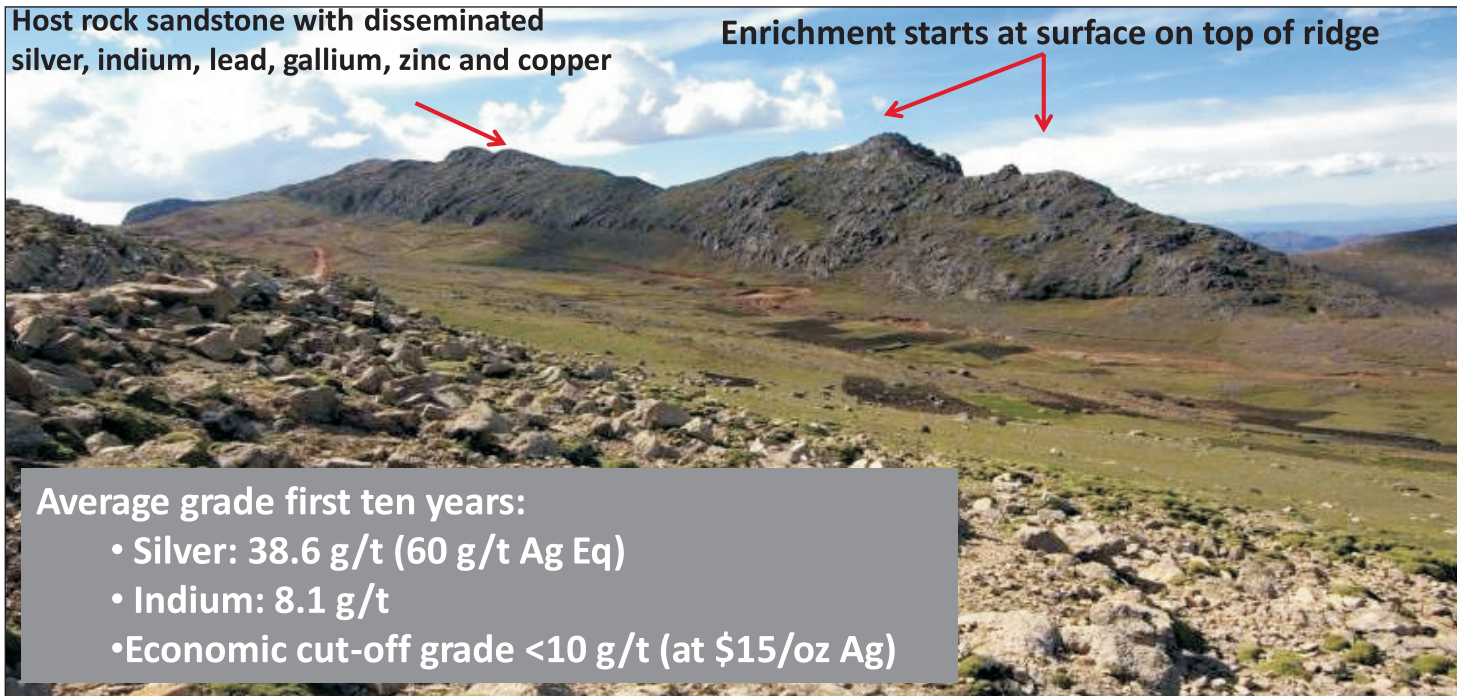 Host rock sandstone with disseminated
silver, indium, lead, gallium, zinc and copper
Enrichment starts at surface on top of ridge
Average grade first ten years:
• Silver: 38.6 g/t (60 g/t Ag Eq)
• Indium: 8.1 g/t
•Economic cut-off grade <10 g/t (at $15/oz Ag)